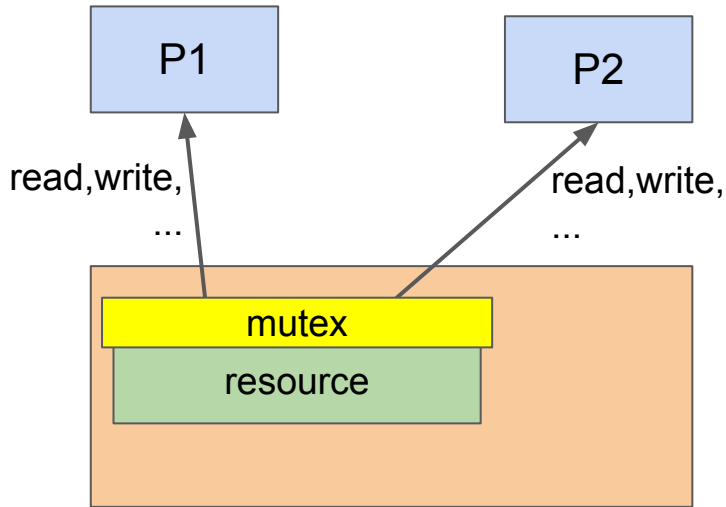 P1
P2
read,write,
...
read,write,
...
mutex
resource